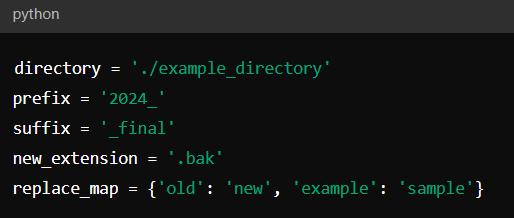 python
directory = './example_directory'
prefix = '2024_'
suffix = '_final'
new_extension = '.bak'
replace_map = {'old': 'new', 'example': 'sample'}